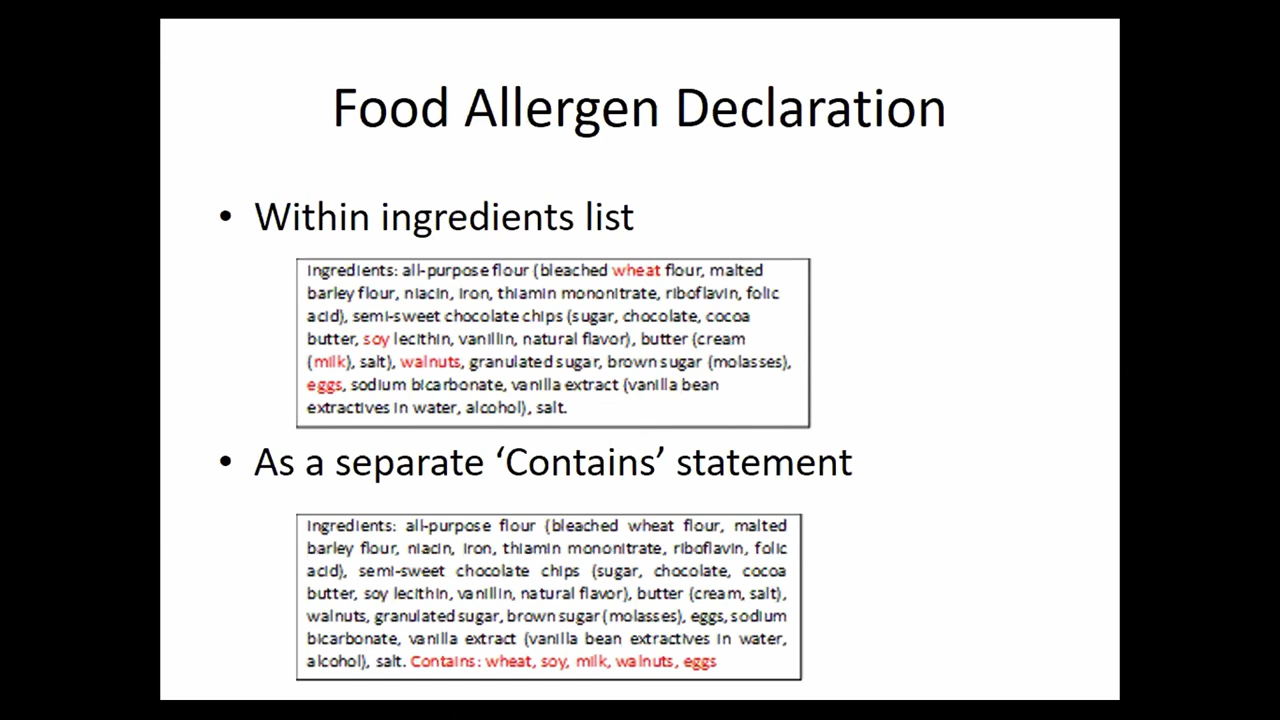 Food Allergen Declaration
• Within ingredients list
Ingredients: all-purpose flour (bleached wheat flour, malted
barley flour, niacin, iron, thiamin mononitrate, riboflavin, folic
acid), semi-sweet chocolate chips (sugar, chocolate, cocoa
butter, soy lecithin, vanillin, natural flavor), butter (cream
(milk), salt), walnuts, granulated sugar, brown sugar (molasses),
eggs, sodium bicarbonate, vanilla extract (vanilla bean
extractives in water, alcohol), salt.
• As a separate ‘Contains’ statement
Ingredients: all-purpose flour (bleached wheat flour, malted
barley flour, niacin, iron, thiamin mononitrate, riboflavin, folic
acid), semi-sweet chocolate chips (sugar, chocolate, cocoa
butter, soy lecithin, vanillin, natural flavor), butter (cream, salt),
walnuts, granulated sugar, brown sugar (molasses), eggs, sodium
bicarbonate, vanilla extract (vanilla bean extractives in water,
alcohol), salt. Contains: wheat, soy, milk, walnuts, eggs